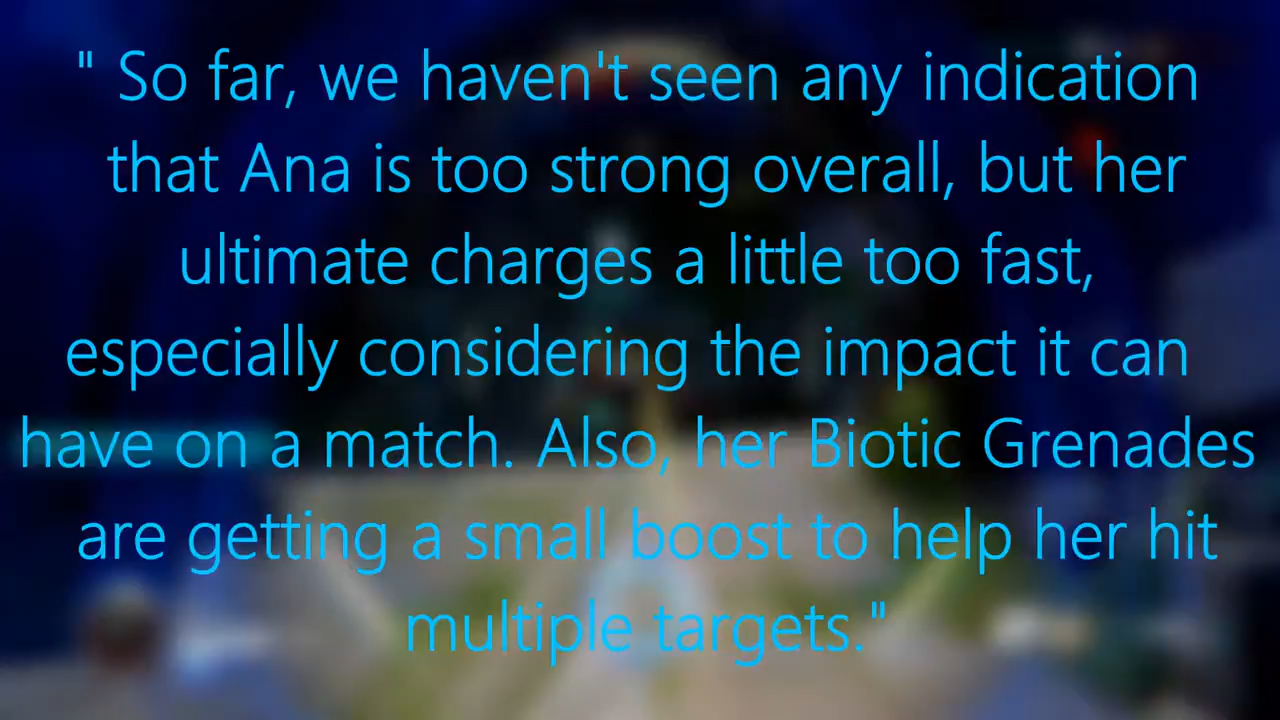 " So far, we haven't seen any indication
that Ana is too strong overall, but her
ultimate charges a little too fast,
especially considering the impact it can
have on a match. Also, her Biotic Grenades
are getting a small boost to help her hit
multiple targets."